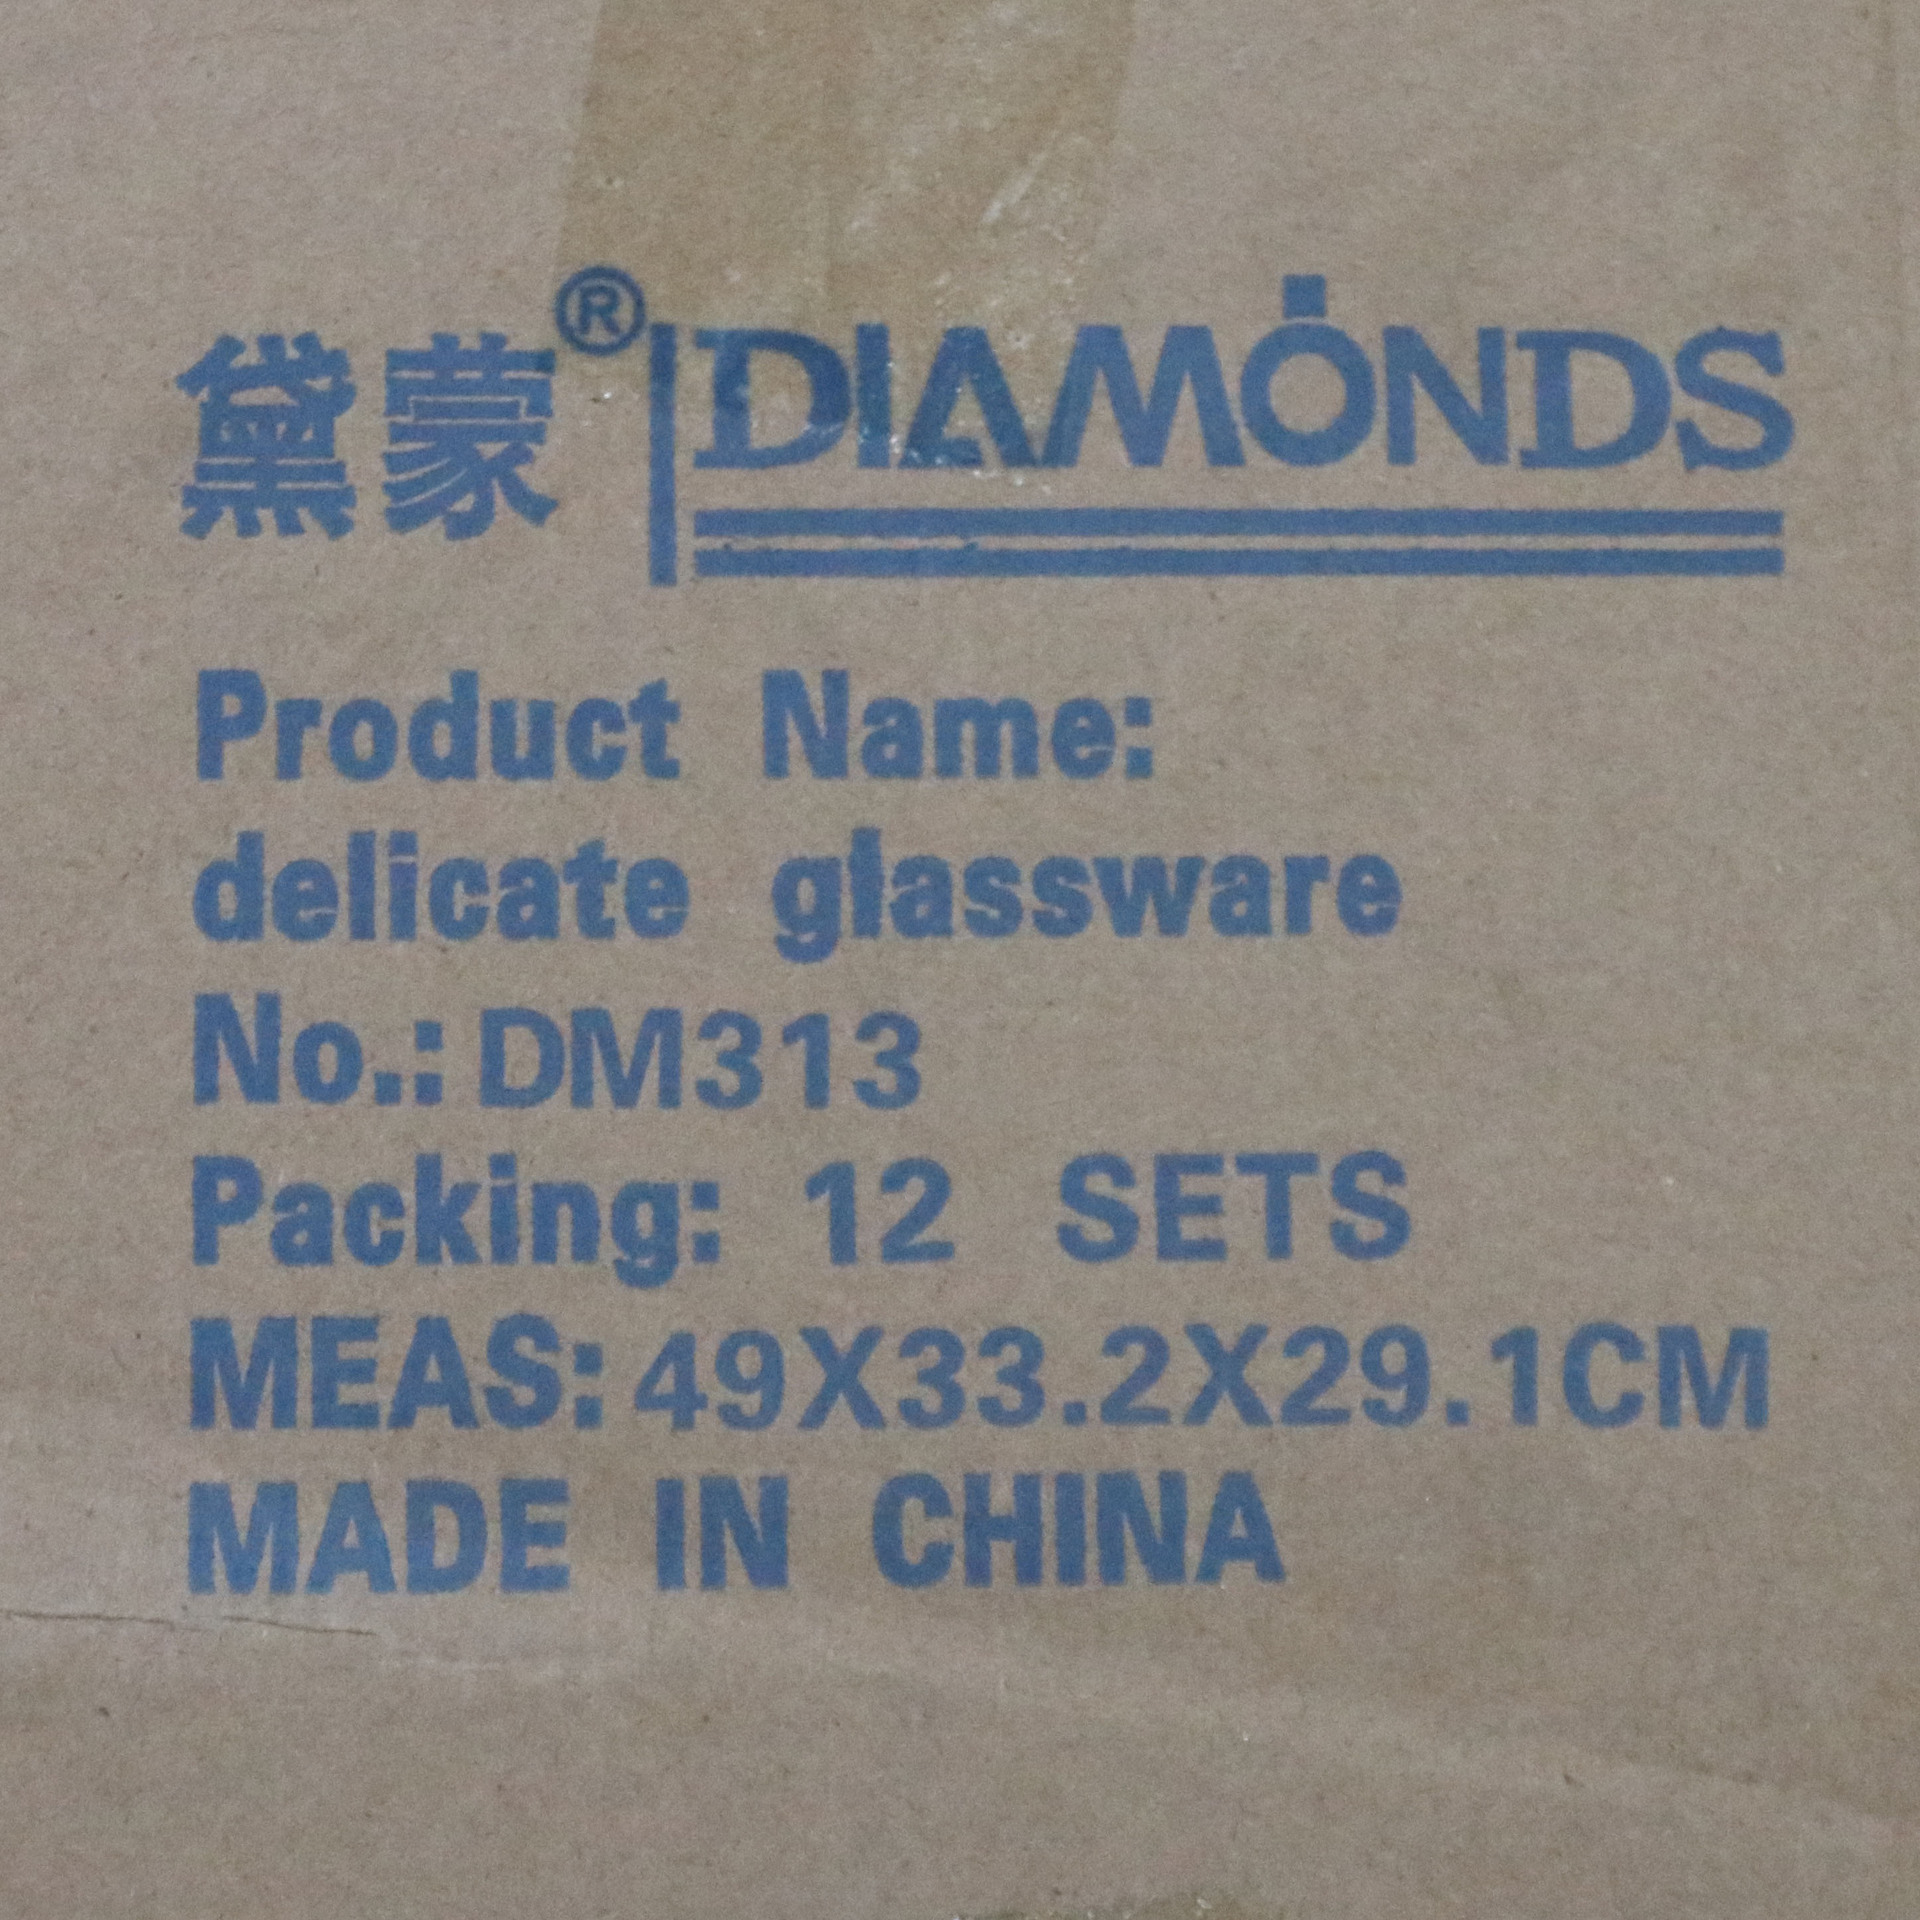 黛蒙® DIAMONDS
Product Name:
delicate glassware
No.: DM313
Packing: 12 SETS
MEAS: 49X33.2X29.1CM
MADE IN CHINA